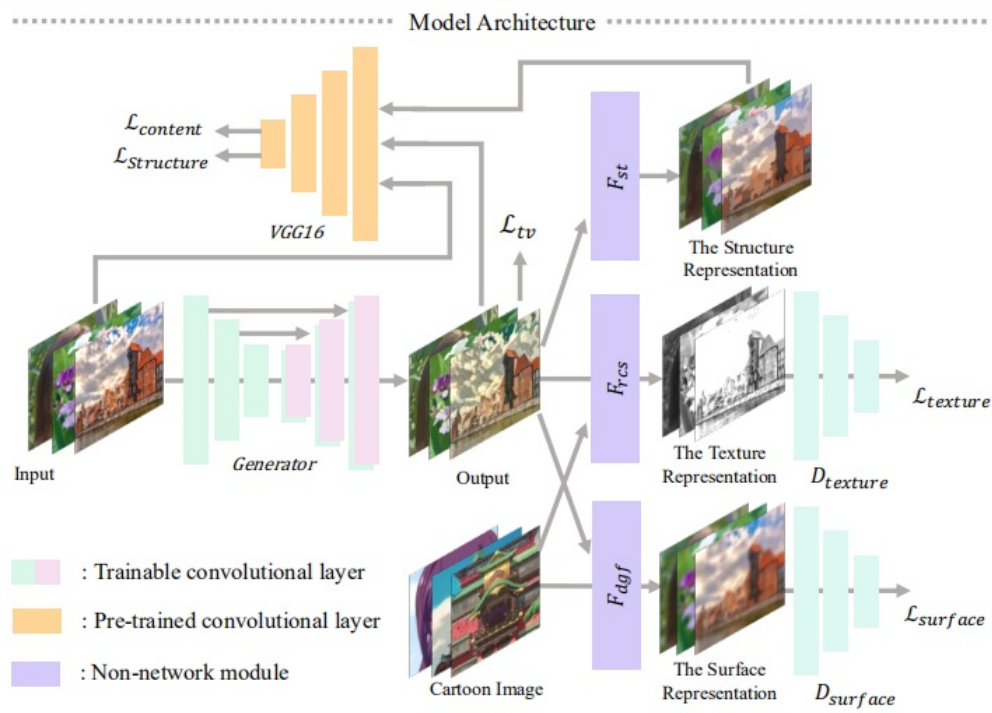 Model Architecture
ℒcontent
ℒStructure
VGG16
ℒtv
Fst
The Structure
Representation
Input
Generator
Output
Frcs
The Texture
Representation
Dtexture
ℒtexture
: Trainable convolutional layer
: Pre-trained convolutional layer
: Non-network module
Cartoon Image
Fdgf
The Surface
Representation
Dsurface
ℒsurface